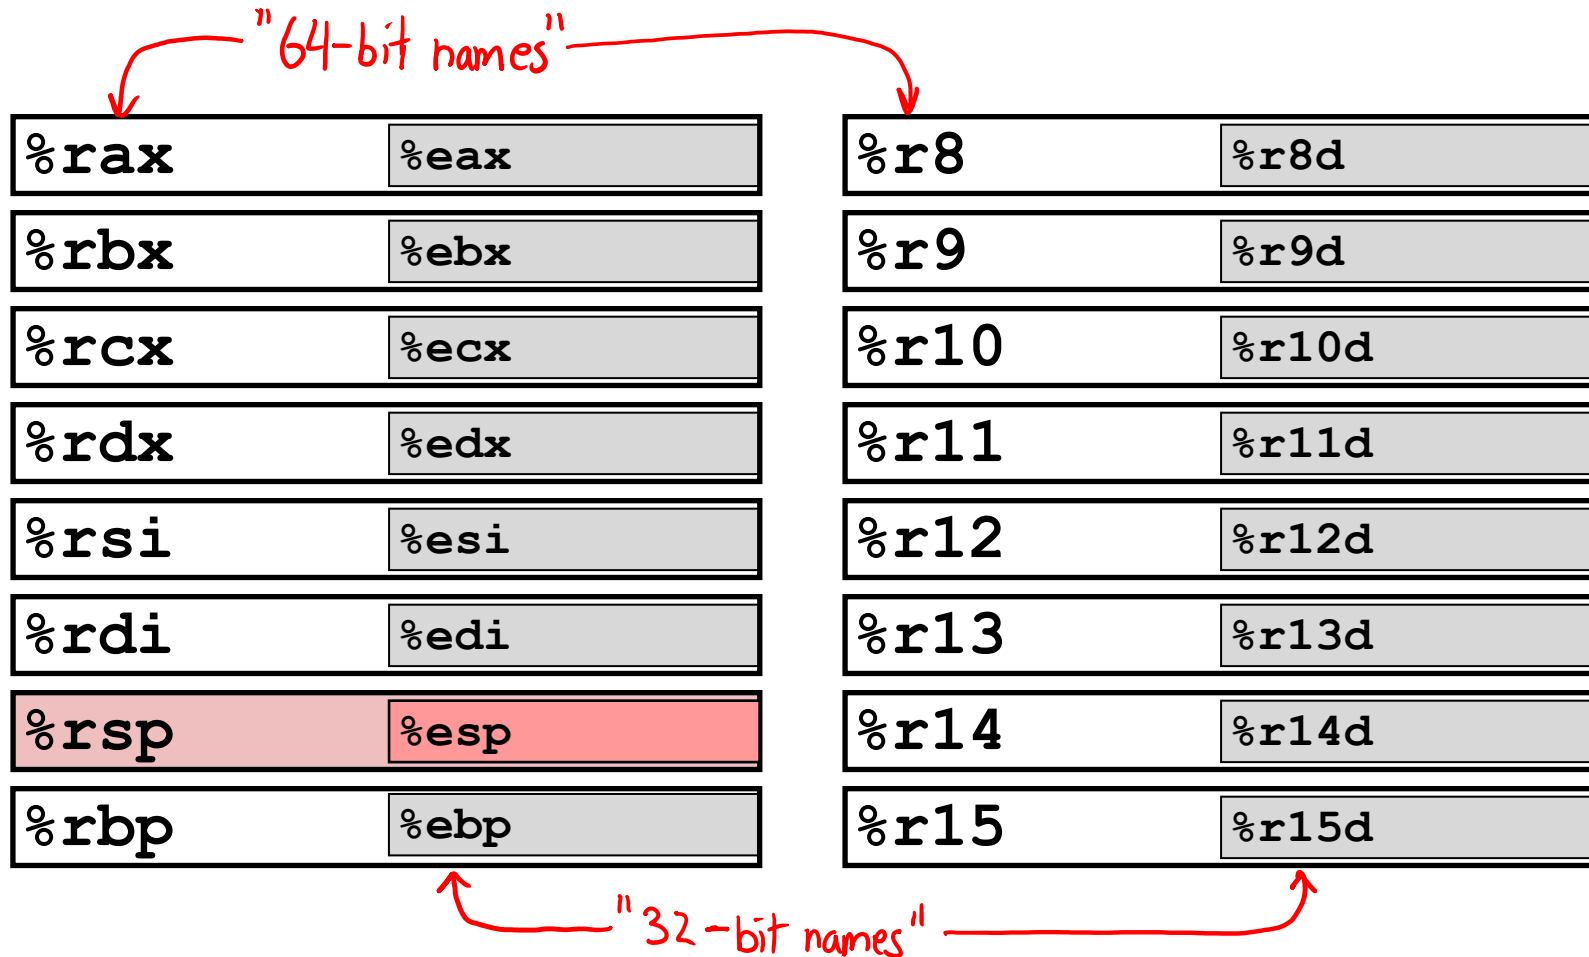 "64-bit names"
%rax %eax %r8 %r8d
%rbx %ebx %r9 %r9d
%rcx %ecx %r10 %r10d
%rdx %edx %r11 %r11d
%rsi %esi %r12 %r12d
%rdi %edi %r13 %r13d
%rsp %esp %r14 %r14d
%rbp %ebp %r15 %r15d
"32-bit names"